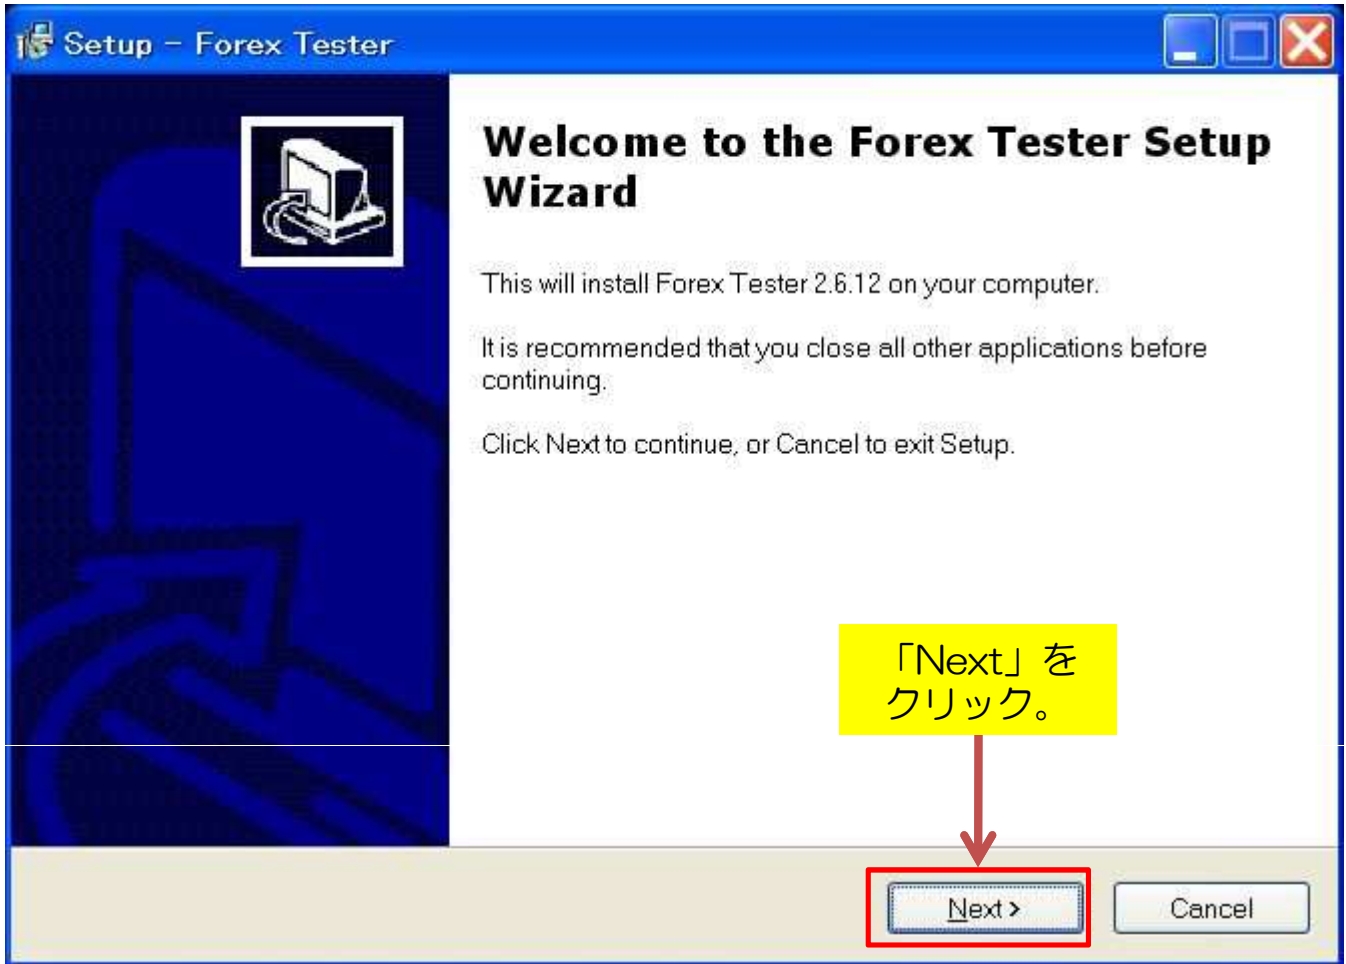 Setup - Forex Tester
Welcome to the Forex Tester Setup
Wizard
This will install Forex Tester 2.6.12 on your computer.
It is recommended that you close all other applications before
continuing.
Click Next to continue, or Cancel to exit Setup.
「Next」を
クリック。
Next >
Cancel